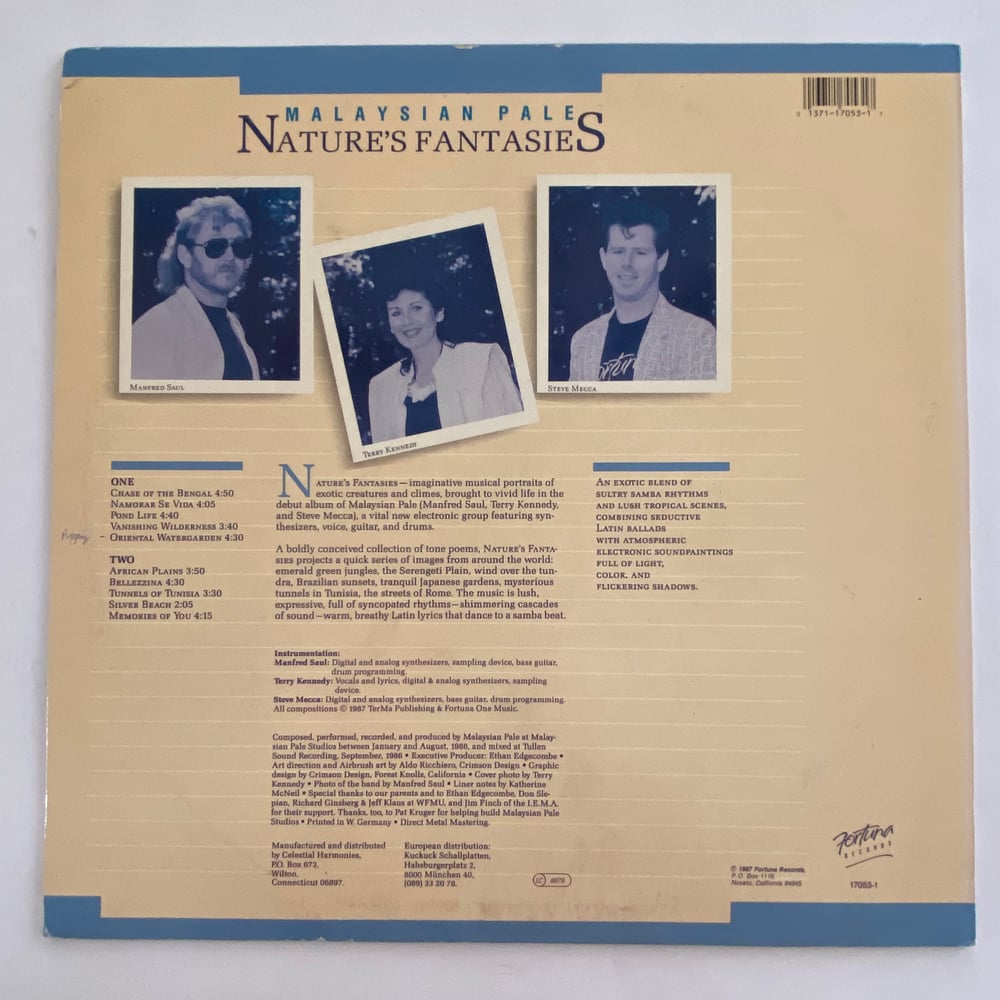 MALAYSIAN PALE
NATURE'S FANTASIES
0 1371-17053-1 7
MANFRED SAUL
TERRY KENNEDY
STEVE MECCA
Fortuna
ONE
CHASE OF THE BENGAL 4:50
NAMORAR SE VIDA 4:05
POND LIFE 4:40
VANISHING WILDERNESS 3:40
- ORIENTAL WATERGARDEN 4:30
TWO
AFRICAN PLAINS 3:50
BELLEZZINA 4:30
TUNNELS OF TUNISIA 3:30
SILVER BEACH 2:05
MEMORIES OF YOU 4:15
NATURE'S FANTASIES—imaginative musical portraits of
exotic creatures and climes, brought to vivid life in the
debut album of Malaysian Pale (Manfred Saul, Terry Kennedy,
and Steve Mecca), a vital new electronic group featuring syn-
thesizers, voice, guitar, and drums.
A boldly conceived collection of tone poems, NATURE'S FANTA-
SIES projects a quick series of images from around the world:
emerald green jungles, the Serengeti Plain, wind over the tun-
dra, Brazilian sunsets, tranquil Japanese gardens, mysterious
tunnels in Tunisia, the streets of Rome. The music is lush,
expressive, full of syncopated rhythms—shimmering cascades
of sound—warm, breathy Latin lyrics that dance to a samba beat.
AN EXOTIC BLEND OF
SULTRY SAMBA RHYTHMS
AND LUSH TROPICAL SCENES,
COMBINING SEDUCTIVE
LATIN BALLADS
WITH ATMOSPHERIC
ELECTRONIC SOUNDPAINTINGS
FULL OF LIGHT,
COLOR, AND
FLICKERING SHADOWS.
Instrumentation:
Manfred Saul: Digital and analog synthesizers, sampling device, bass guitar,
drum programming.
Terry Kennedy: Vocals and lyrics, digital & analog synthesizers, sampling
device.
Steve Mecca: Digital and analog synthesizers, bass guitar, drum programming.
All compositions © 1987 TerMa Publishing & Fortuna One Music.
Composed, performed, recorded, and produced by Malaysian Pale at Malay-
sian Pale Studios between January and August, 1986, and mixed at Tullen
Sound Recording, September, 1986 • Executive Producer: Ethan Edgecombe •
Art direction and Airbrush art by Aldo Ricchiero, Crimson Design • Graphic
design by Crimson Design, Forest Knolls, California • Cover photo by Terry
Kennedy • Photo of the band by Manfred Saul • Liner notes by Katherine
McNeil • Special thanks to our parents and to Ethan Edgecombe, Don Sle-
pian, Richard Ginsberg & Jeff Klaus at WFMU, and Jim Finch of the I.E.M.A.
for their support. Thanks, too, to Pat Kruger for helping build Malaysian Pale
Studios • Printed in W. Germany • Direct Metal Mastering.
Manufactured and distributed
by Celestial Harmonies,
P.O. Box 673,
Wilton,
Connecticut 06897.
European distribution:
Kuckuck Schallplatten,
Habsburgerplatz 2,
8000 München 40,
(089) 33 20 76.
LC 9879
© 1987 Fortuna Records,
P.O. Box 1116,
Novato, California 94948
Fortuna
RECORDS
17053-1